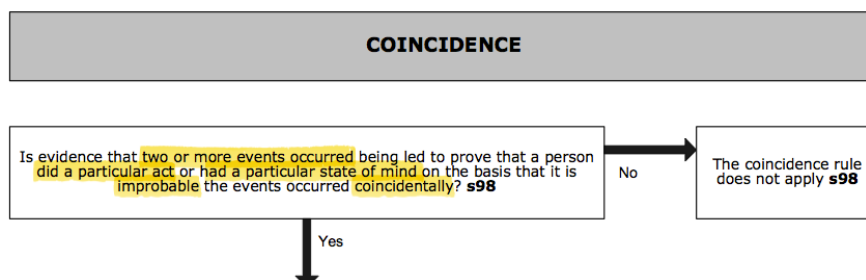 COINCIDENCE
Is evidence that two or more events occurred being led to prove that a person
did a particular act or had a particular state of mind on the basis that it is
improbable the events occurred coincidentally? s98
No
The coincidence rule
does not apply s98
Yes